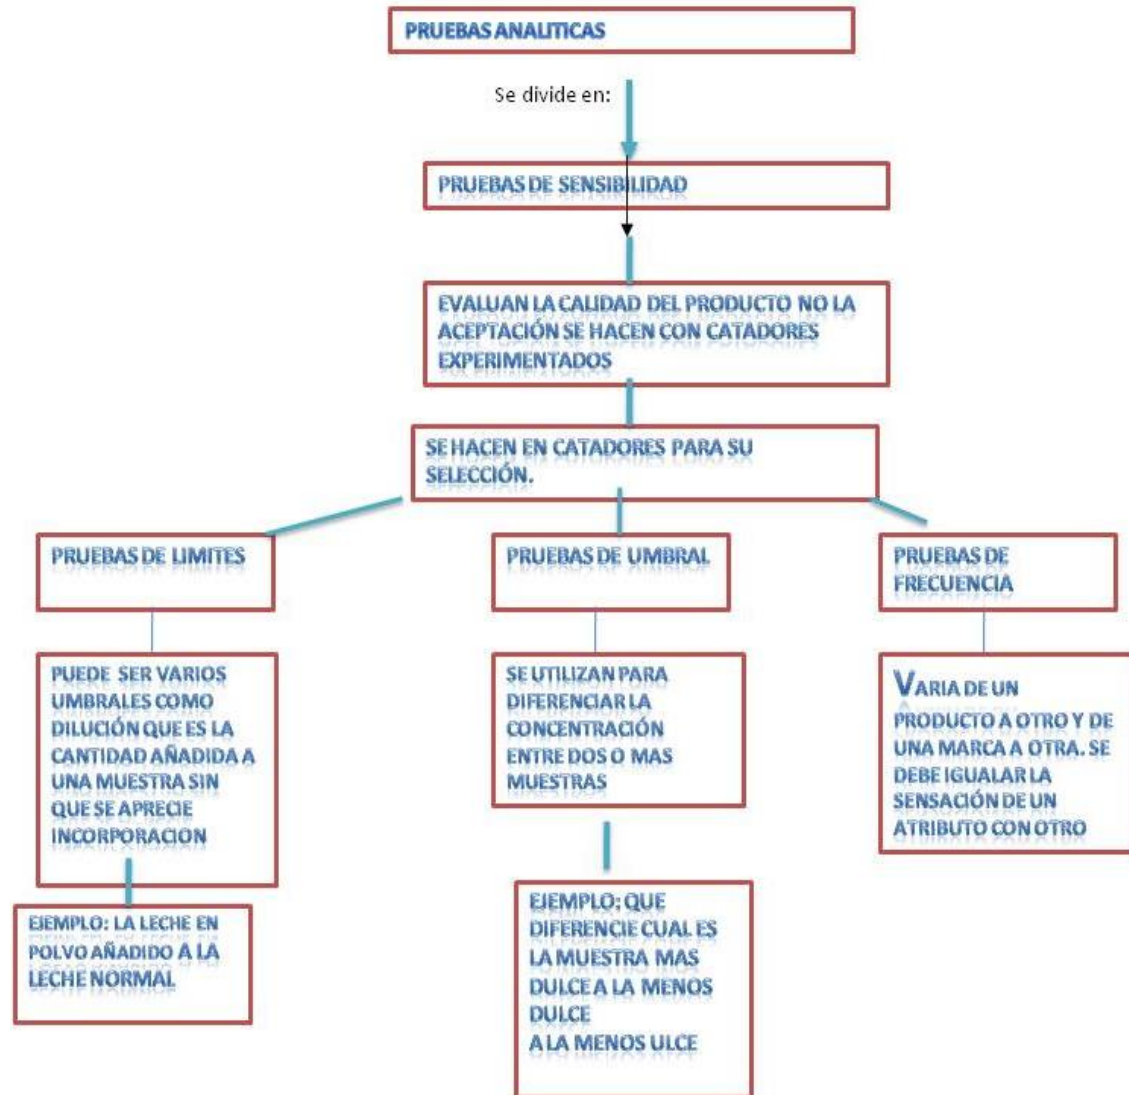 PRUEBAS ANALITICAS
Se divide en:
PRUEBAS DE SENSIBILIDAD
EVALUAN LA CALIDAD DEL PRODUCTO NO LA
ACEPTACIÓN SE HACEN CON CATADORES
EXPERIMENTADOS
SE HACEN EN CATADORES PARA SU
SELECCIÓN.
PRUEBAS DE LIMITES
PUEDE SER VARIOS
UMBRALES COMO
DILUCIÓN QUE ES LA
CANTIDAD AÑADIDA A
UNA MUESTRA SIN
QUE SE APRECIE
INCORPORACION
EJEMPLO: LA LECHE EN
POLVO AÑADIDO A LA
LECHE NORMAL
PRUEBAS DE UMBRAL
SE UTILIZAN PARA
DIFERENCIAR LA
CONCENTRACIÓN
ENTRE DOS O MAS
MUESTRAS
EJEMPLO: QUE
DIFERENCIE CUAL ES
LA MUESTRA MAS
DULCE A LA MENOS
DULCE
A LA MENOS ULCE
PRUEBAS DE
FRECUENCIA
VARIA DE UN
PRODUCTO A OTRO Y DE
UNA MARCA A OTRA. SE
DEBE IGUALAR LA
SENSACIÓN DE UN
ATRIBUTO CON OTRO